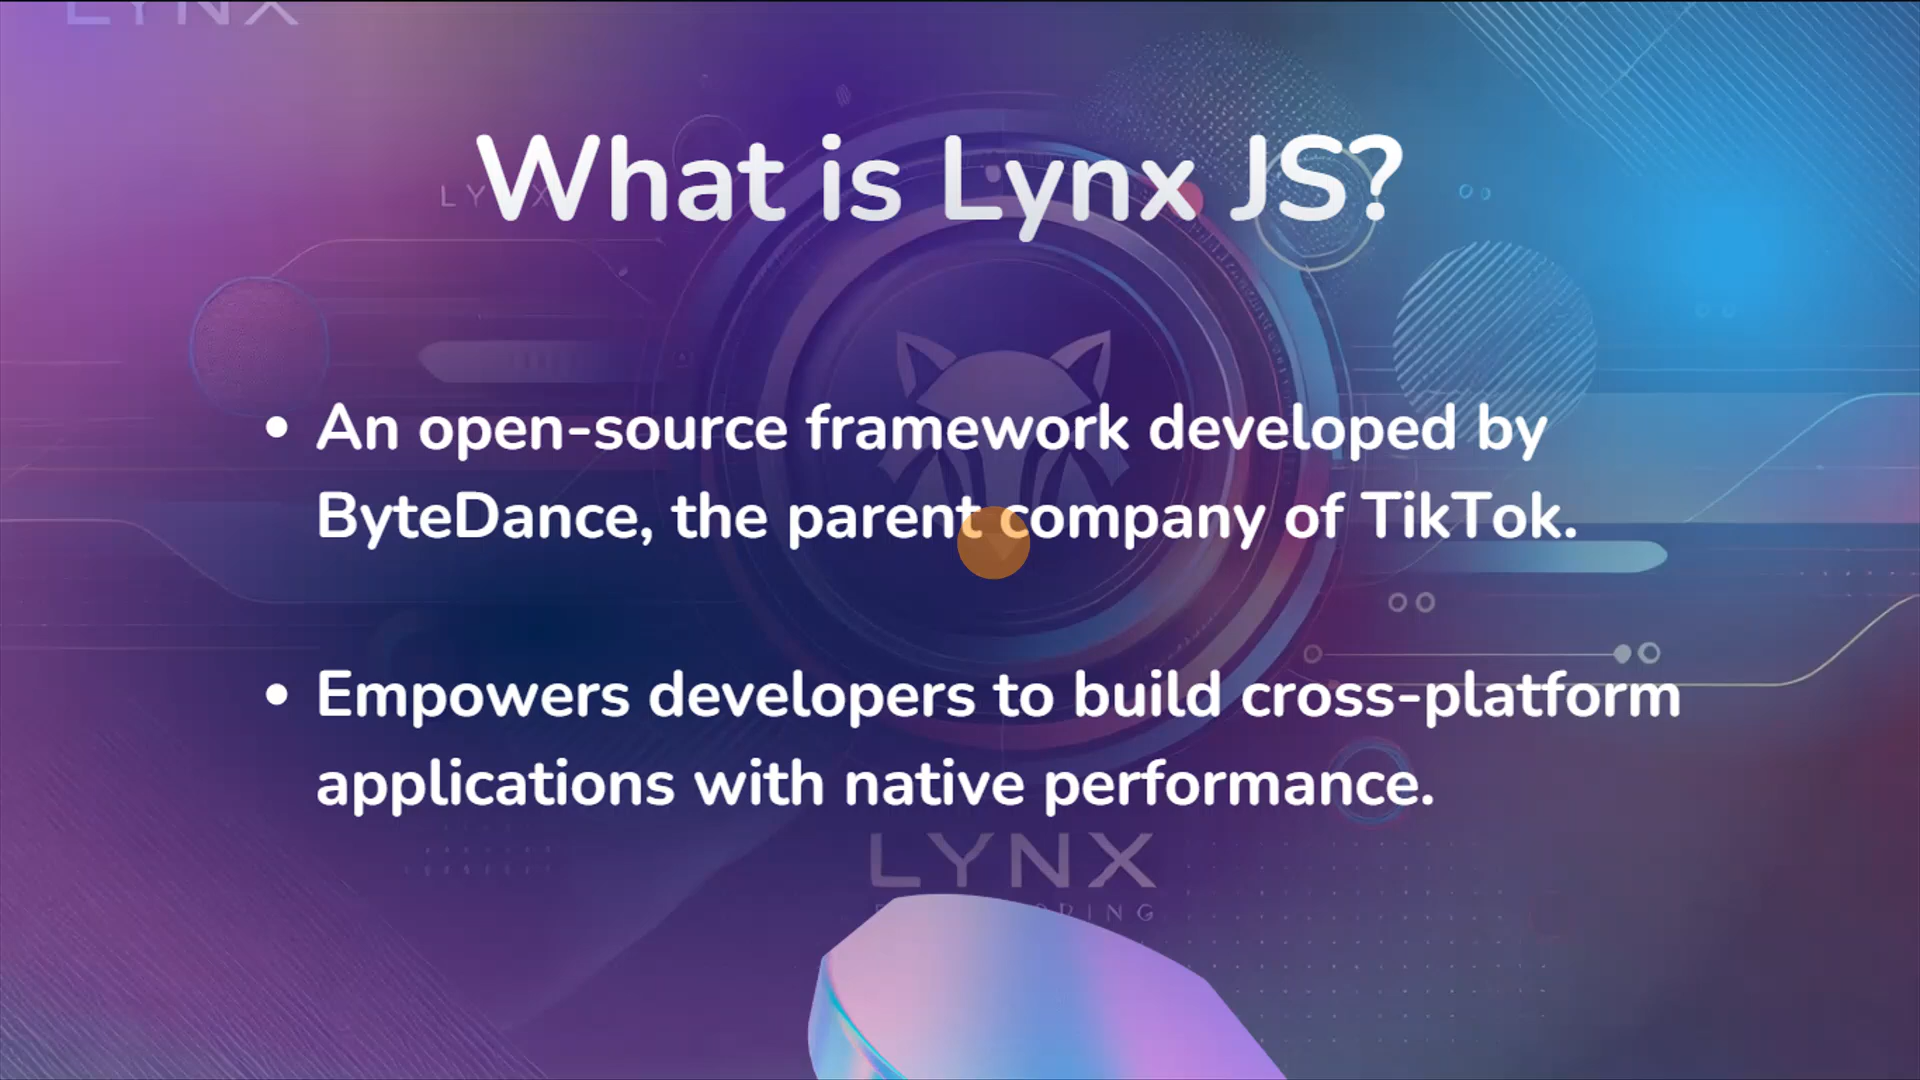 LYNX
What is Lynx JS?
• An open-source framework developed by
ByteDance, the parent company of TikTok.
• Empowers developers to build cross-platform
applications with native performance.
LYNX